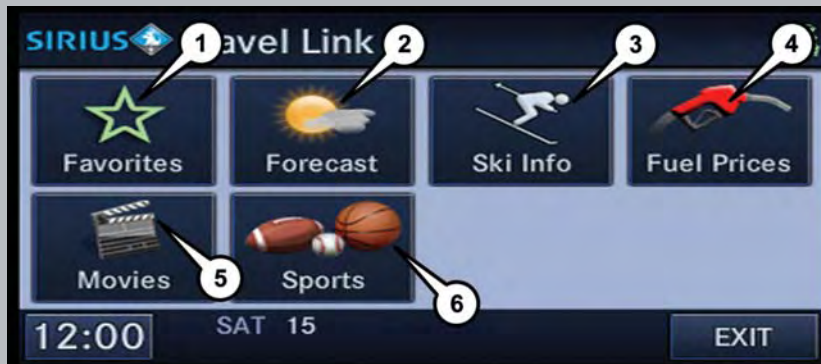 SIRIUS avel Link
1 2 3 4
Favorites Forecast Ski Info Fuel Prices
Movies 5 Sports 6
12:00 SAT 15 EXIT